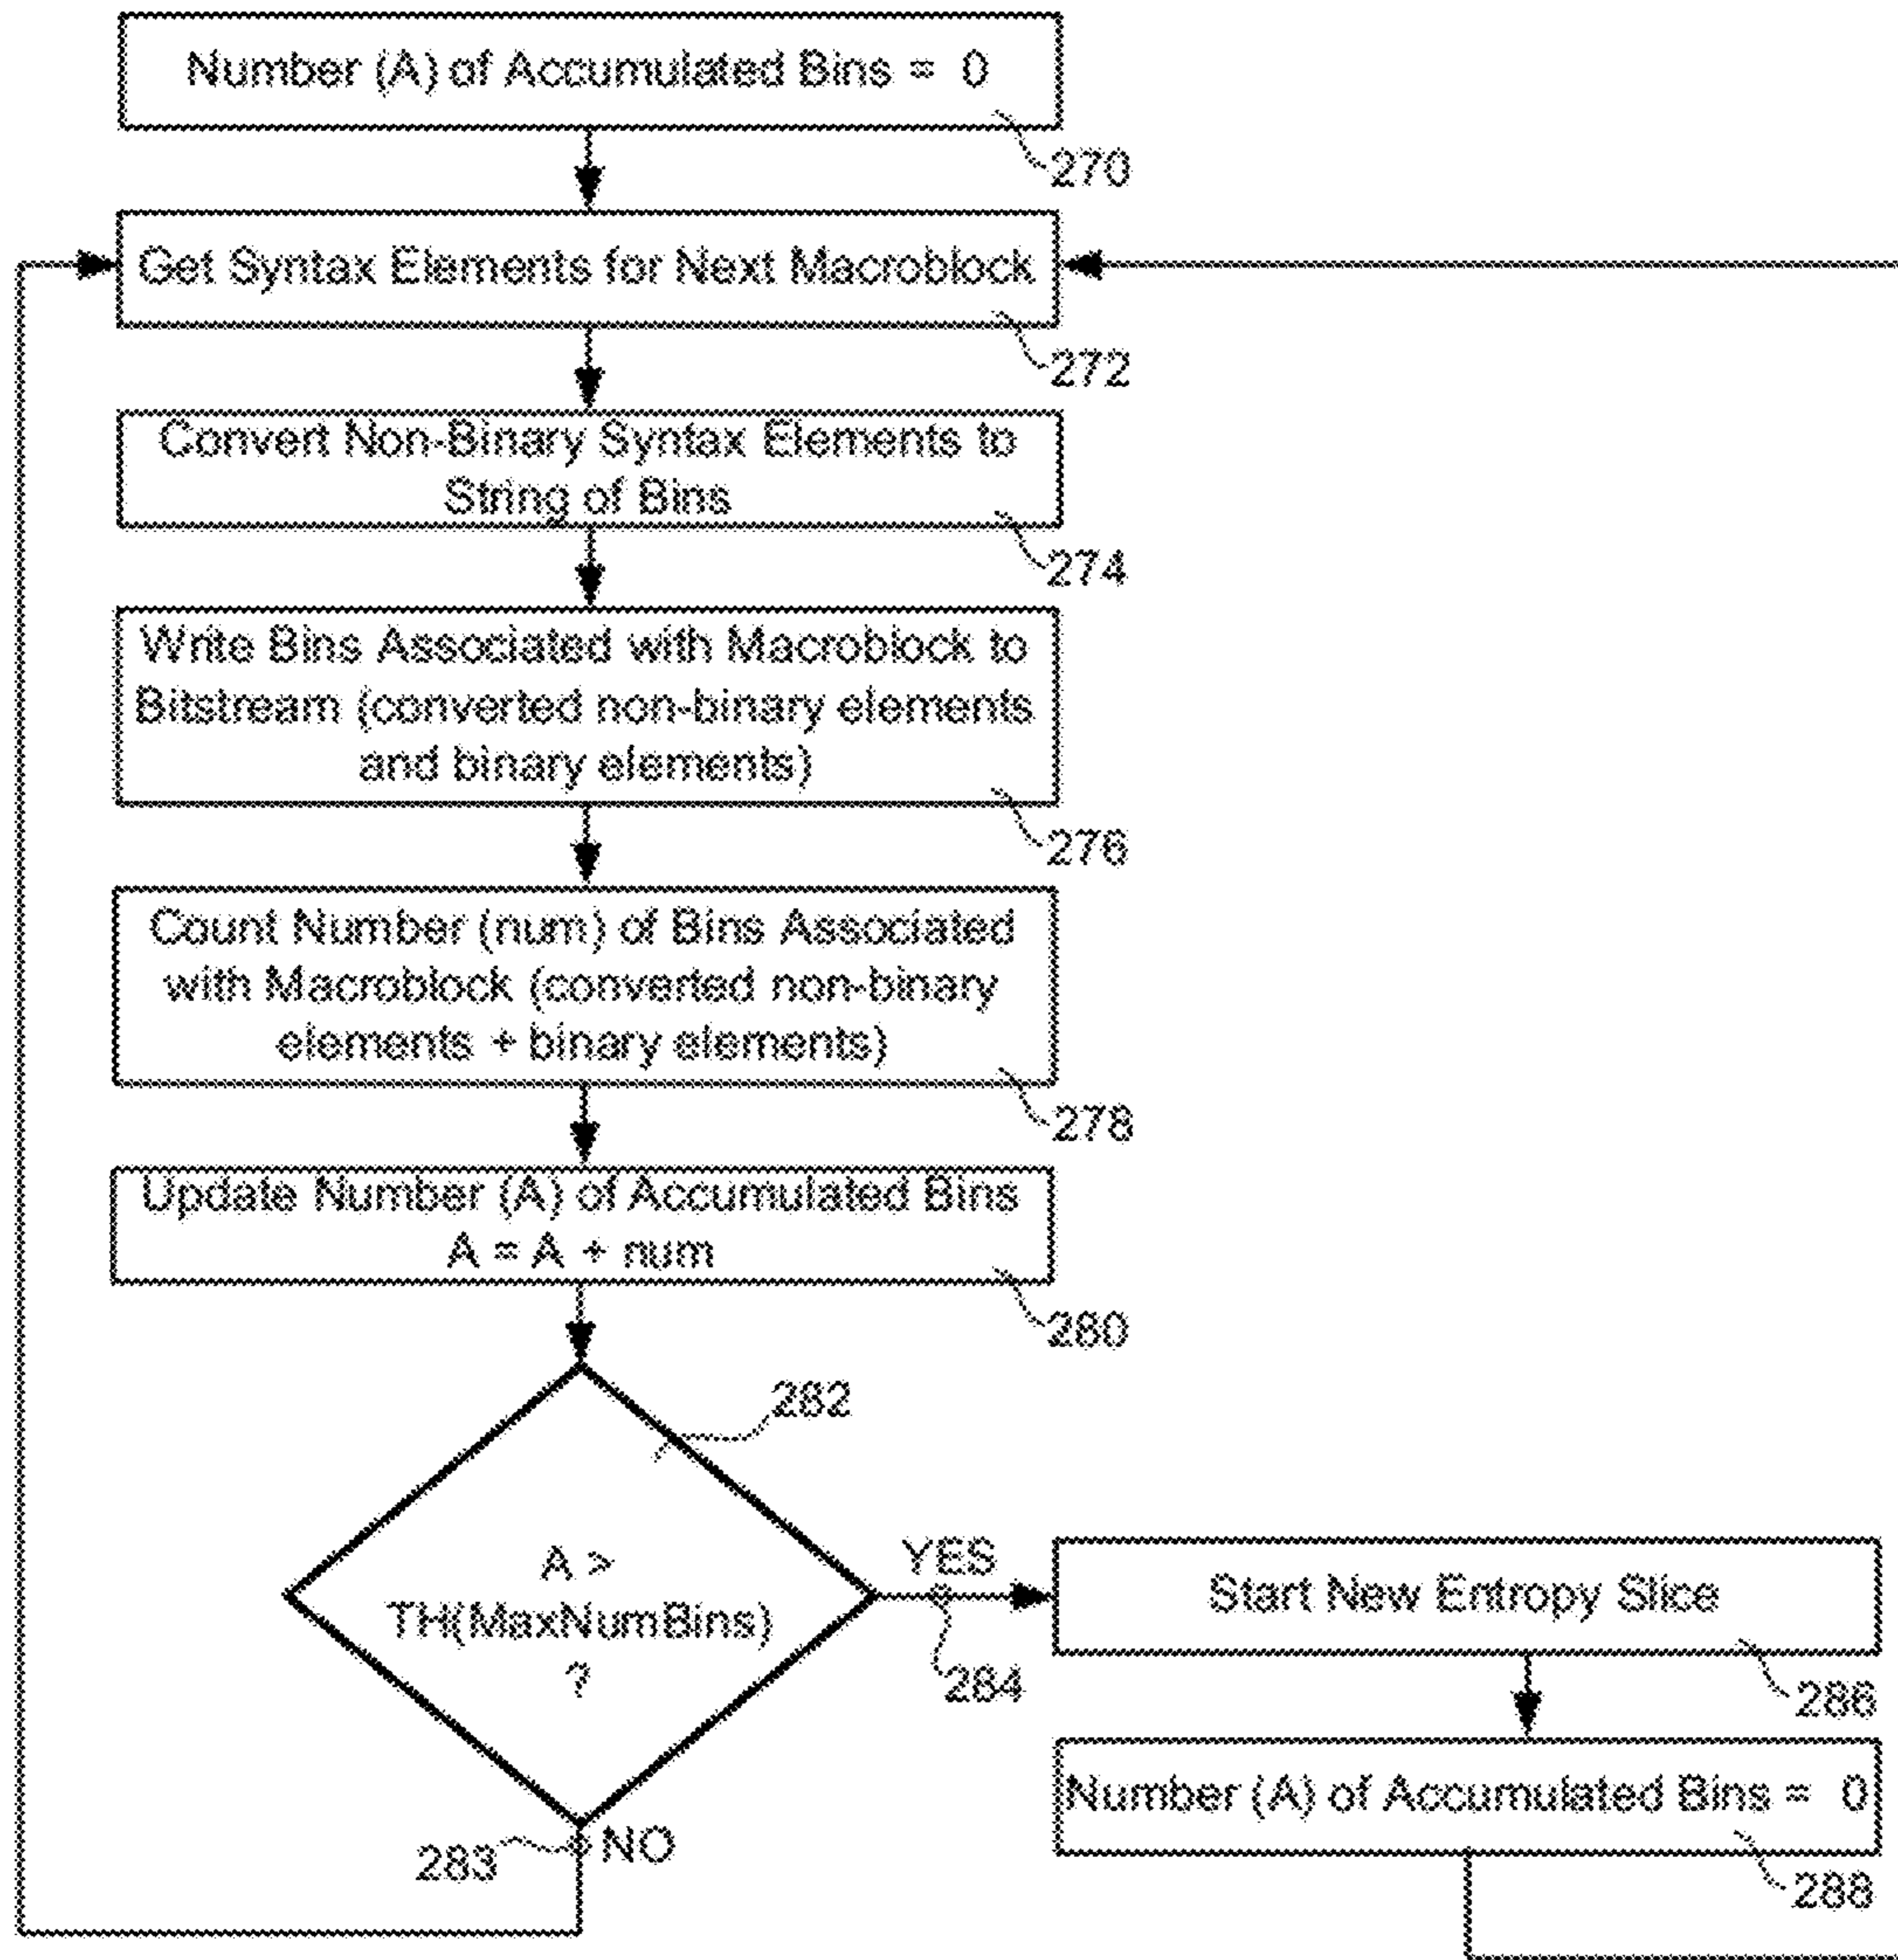 Number (A) of Accumulated Bins = 0
270
Get Syntax Elements for Next Macroblock
272
Convert Non-Binary Syntax Elements to
String of Bins
274
Write Bins Associated with Macroblock to
Bitstream (converted non-binary elements
and binary elements)
276
Count Number (num) of Bins Associated
with Macroblock (converted non-binary
elements + binary elements)
278
Update Number (A) of Accumulated Bins
A = A + num
280
282
A >
TH(MaxNumBins)
?
YES
284
Start New Entropy Slice
286
Number (A) of Accumulated Bins = 0
288
283
NO